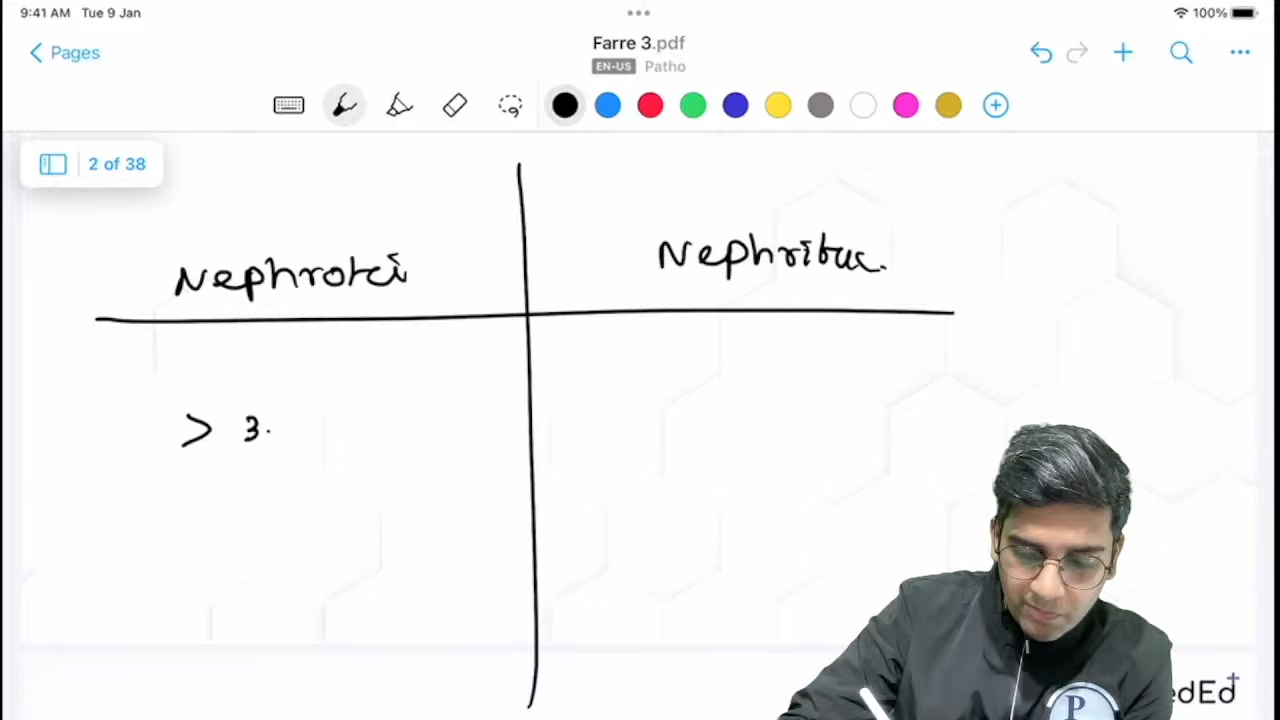 9:41 AM Tue 9 Jan
100%
Pages
Farre 3.pdf
EN-US Patho
2 of 38
Nephrotci
Nephrituc.
> 3.
P
edEd